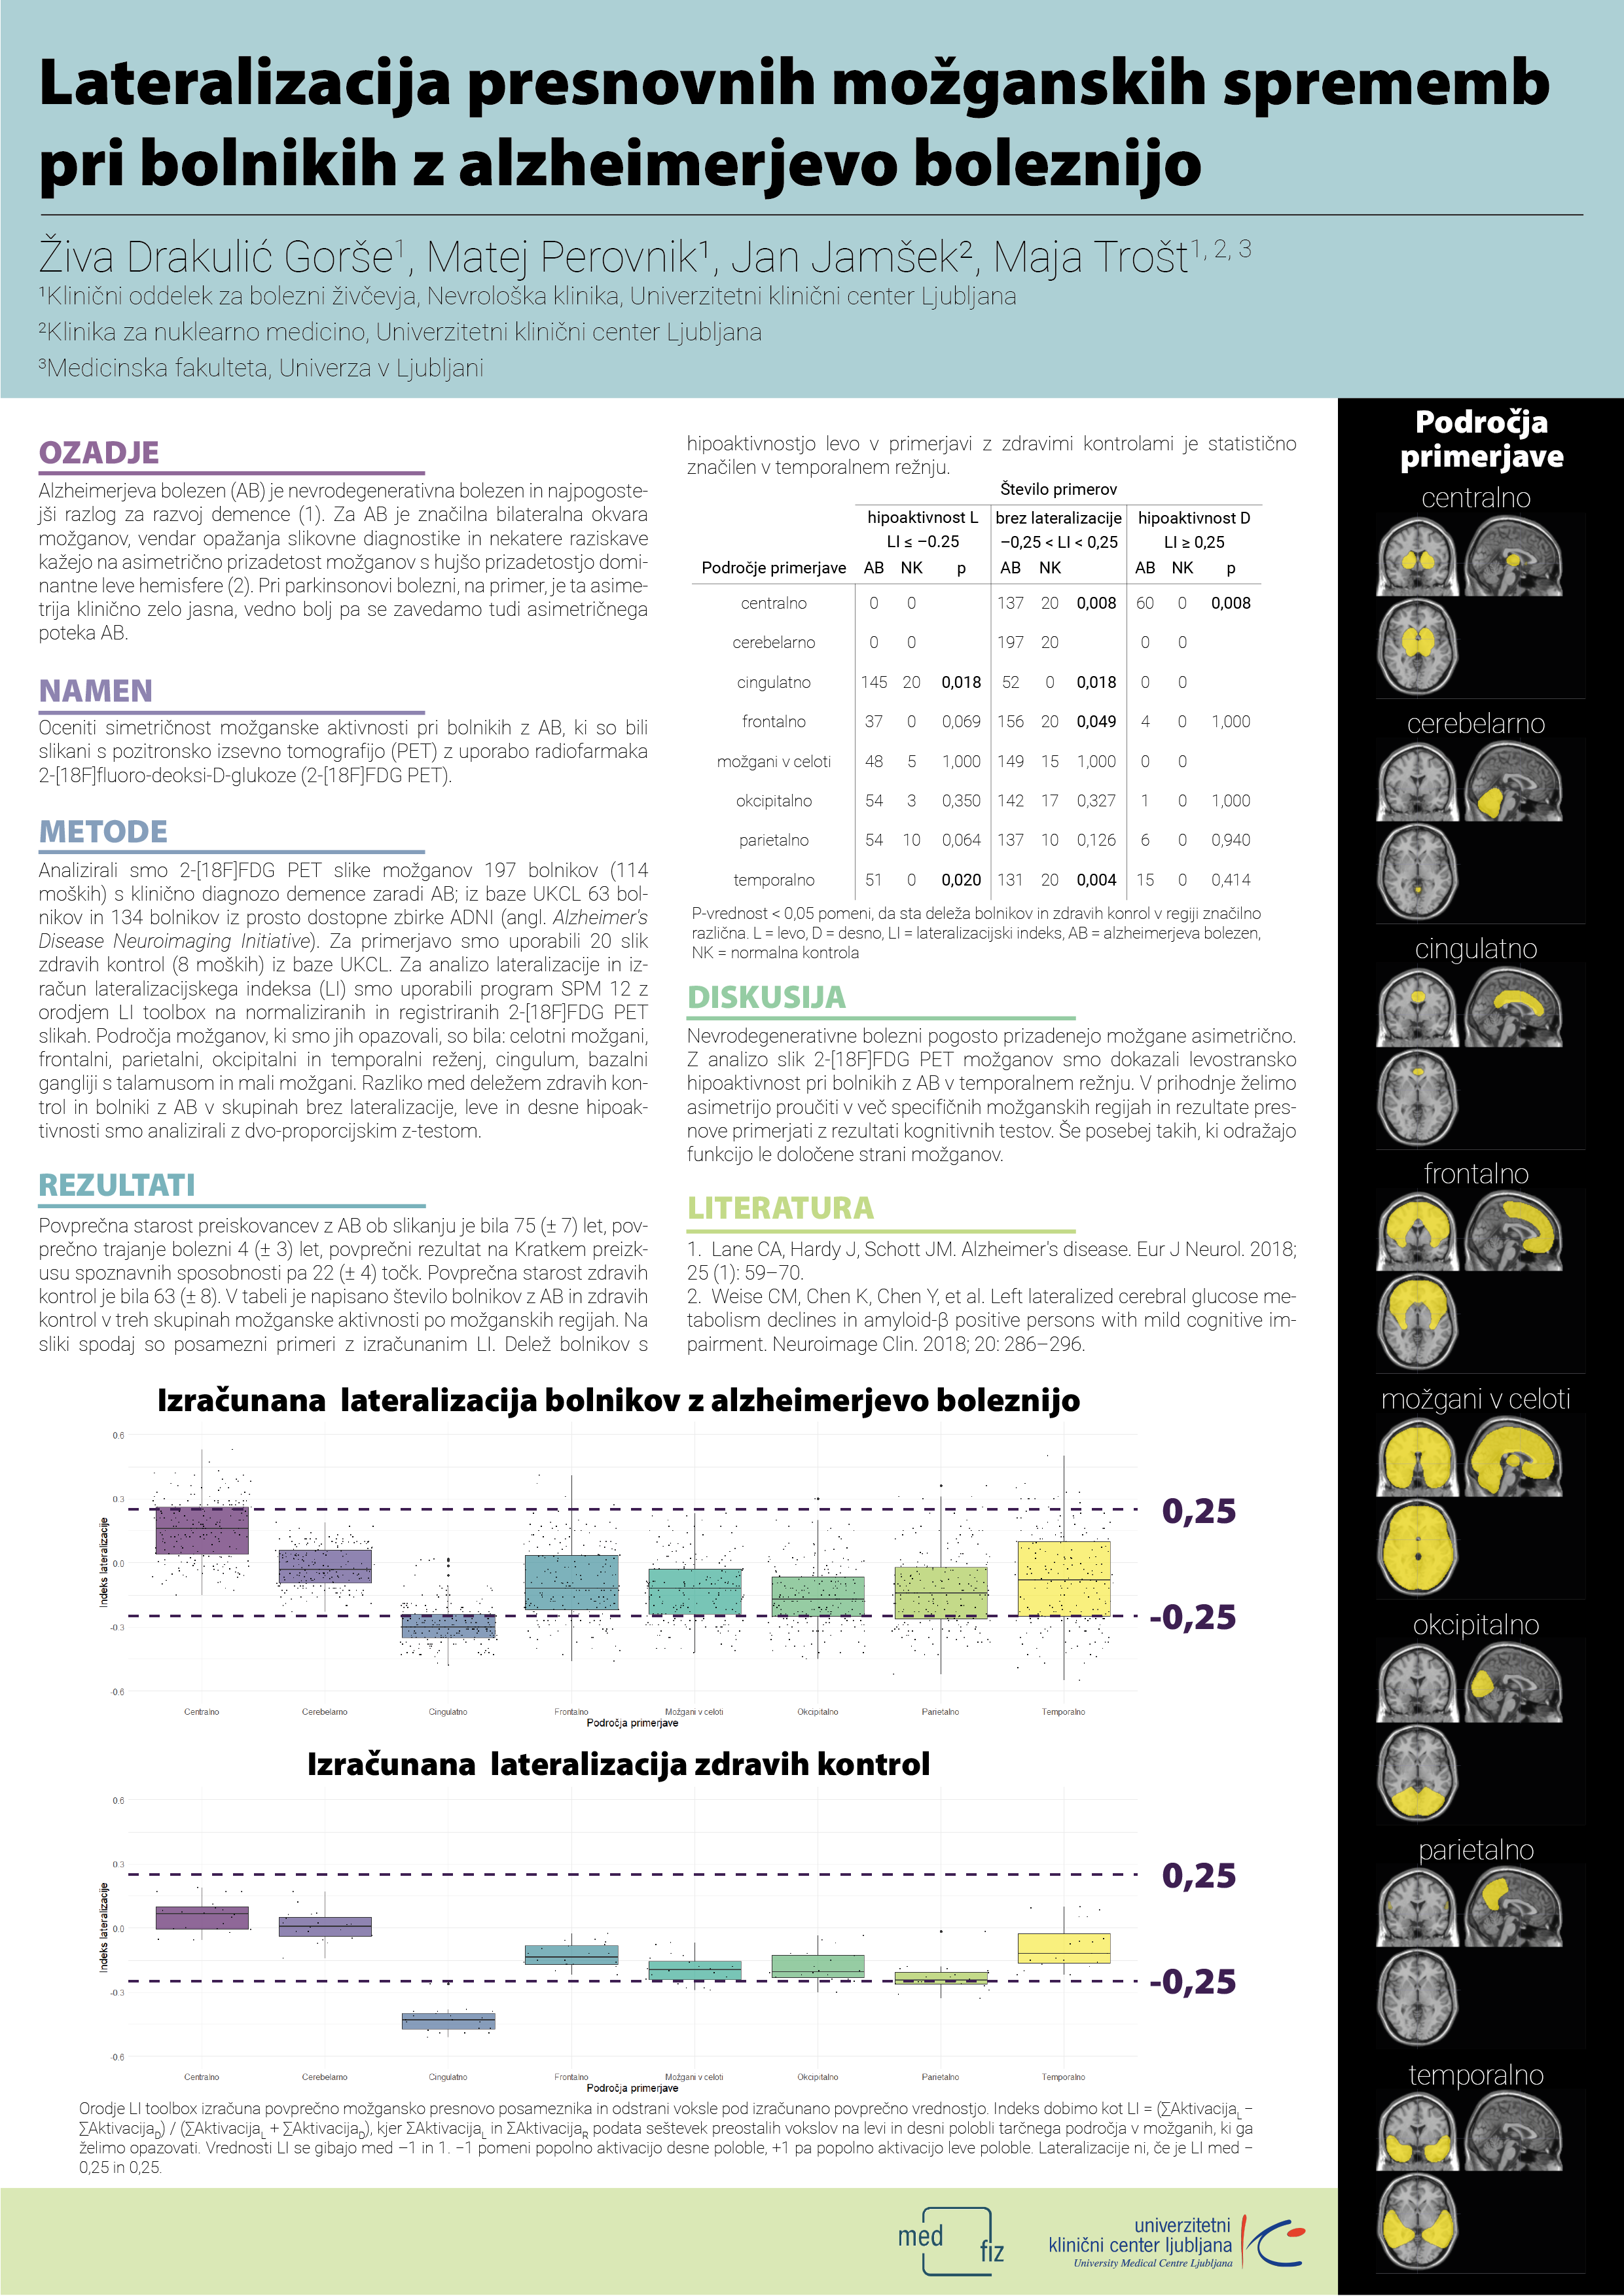 Lateralizacija presnovnih možganskih sprememb
pri bolnikih z alzheimerjevo boleznijo
Živa Drakulić Gorše¹, Matej Perovnik¹, Jan Jamšek², Maja Trošt¹, ², ³
¹Klinični oddelek za bolezni živčevja, Nevrološka klinika, Univerzitetni klinični center Ljubljana
²Klinika za nuklearno medicino, Univerzitetni klinični center Ljubljana
³Medicinska fakulteta, Univerza v Ljubljani
OZADJE
Alzheimerjeva bolezen (AB) je nevrodegenerativna bolezen in najpogoste-
jši razlog za razvoj demence (1). Za AB je značilna bilateralna okvara
možganov, vendar opažanja slikovne diagnostike in nekatere raziskave
kažejo na asimetrično prizadetost možganov s hujšo prizadetostjo domi-
nantne leve hemisfere (2). Pri parkinsonovi bolezni, na primer, je ta asime-
trija klinično zelo jasna, vedno bolj pa se zavedamo tudi asimetričnega
poteka AB.
NAMEN
Oceniti simetričnost možganske aktivnosti pri bolnikih z AB, ki so bili
slikani s pozitronsko izsevno tomografijo (PET) z uporabo radiofarmaka
2-[18F]fluoro-deoksi-D-glukoze (2-[18F]FDG PET).
METODE
Analizirali smo 2-[18F]FDG PET slike možganov 197 bolnikov (114
moških) s klinično diagnozo demence zaradi AB; iz baze UKCL 63 bol-
nikov in 134 bolnikov iz prosto dostopne zbirke ADNI (angl. Alzheimer's
Disease Neuroimaging Initiative). Za primerjavo smo uporabili 20 slik
zdravih kontrol (8 moških) iz baze UKCL. Za analizo lateralizacije in iz-
račun lateralizacijskega indeksa (LI) smo uporabili program SPM 12 z
orodjem LI toolbox na normaliziranih in registriranih 2-[18F]FDG PET
slikah. Področja možganov, ki smo jih opazovali, so bila: celotni možgani,
frontalni, parietalni, okcipitalni in temporalni reženj, cingulum, bazalni
gangliji s talamusom in mali možgani. Razliko med deležem zdravih kon-
trol in bolniki z AB v skupinah brez lateralizacije, leve in desne hipoak-
tivnosti smo analizirali z dvo-proporcijskim z-testom.
REZULTATI
Povprečna starost preiskovancev z AB ob slikanju je bila 75 (± 7) let, pov-
prečno trajanje bolezni 4 (± 3) let, povprečni rezultat na Kratkem preizk-
usu spoznavnih sposobnosti pa 22 (± 4) točk. Povprečna starost zdravih
kontrol je bila 63 (± 8). V tabeli je napisano število bolnikov z AB in zdravih
kontrol v treh skupinah možganske aktivnosti po možganskih regijah. Na
sliki spodaj so posamezni primeri z izračunanim LI. Delež bolnikov s
hipoaktivnostjo levo v primerjavi z zdravimi kontrolami je statistično
značilen v temporalnem režnju.
Število primerov
hipoaktivnost L brez lateralizacije hipoaktivnost D
LI ≤ −0.25 −0,25 < LI < 0,25 LI ≥ 0,25
Področje primerjave AB NK p AB NK AB NK p
centralno 0 0 137 20 0,008 60 0 0,008
cerebelarno 0 0 197 20 0 0
cingulatno 145 20 0,018 52 0 0,018 0 0
frontalno 37 0 0,069 156 20 0,049 4 0 1,000
možgani v celoti 48 5 1,000 149 15 1,000 0 0
okcipitalno 54 3 0,350 142 17 0,327 1 0 1,000
parietalno 54 10 0,064 137 10 0,126 6 0 0,940
temporalno 51 0 0,020 131 20 0,004 15 0 0,414
P-vrednost < 0,05 pomeni, da sta deleža bolnikov in zdravih konrol v regiji značilno
različna. L = levo, D = desno, LI = lateralizacijski indeks, AB = alzheimerjeva bolezen,
NK = normalna kontrola
DISKUSIJA
Nevrodegenerativne bolezni pogosto prizadenejo možgane asimetrično.
Z analizo slik 2-[18F]FDG PET možganov smo dokazali levostransko
hipoaktivnost pri bolnikih z AB v temporalnem režnju. V prihodnje želimo
asimetrijo proučiti v več specifičnih možganskih regijah in rezultate pres-
nove primerjati z rezultati kognitivnih testov. Še posebej takih, ki odražajo
funkcijo le določene strani možganov.
LITERATURA
1. Lane CA, Hardy J, Schott JM. Alzheimer's disease. Eur J Neurol. 2018;
25 (1): 59–70.
2. Weise CM, Chen K, Chen Y, et al. Left lateralized cerebral glucose me-
tabolism declines in amyloid-β positive persons with mild cognitive im-
pairment. Neuroimage Clin. 2018; 20: 286–296.
Izračunana lateralizacija bolnikov z alzheimerjevo boleznijo
0.6
0.3
0.0
-0.3
-0.6
Indeks lateralizacije
0,25
-0,25
Centralno Cerebelarno Cingulatno Frontalno Možgani v celoti Okcipitalno Parietalno Temporalno
Področja primerjave
Izračunana lateralizacija zdravih kontrol
0.6
0.3
0.0
-0.3
-0.6
Indeks lateralizacije
0,25
-0,25
Centralno Cerebelarno Cingulatno Frontalno Možgani v celoti Okcipitalno Parietalno Temporalno
Področja primerjave
Orodje LI toolbox izračuna povprečno možgansko presnovo posameznika in odstrani voksle pod izračunano povprečno vrednostjo. Indeks dobimo kot LI = (∑Aktivacija_L −
∑Aktivacija_D) / (∑Aktivacija_L + ∑Aktivacija_D), kjer ΣAktivacija_L in ΣAktivacija_R podata seštevek preostalih vokslov na levi in desni polobli tarčnega področja v možganih, ki ga
želimo opazovati. Vrednosti LI se gibajo med −1 in 1. −1 pomeni popolno aktivacijo desne poloble, +1 pa popolno aktivacijo leve poloble. Lateralizacije ni, če je LI med −
0,25 in 0,25.
Področja
primerjave
centralno
cerebelarno
cingulatno
frontalno
možgani v celoti
okcipitalno
parietalno
temporalno
med
fiz
univerzitetni
klinični center ljubljana
University Medical Centre Ljubljana